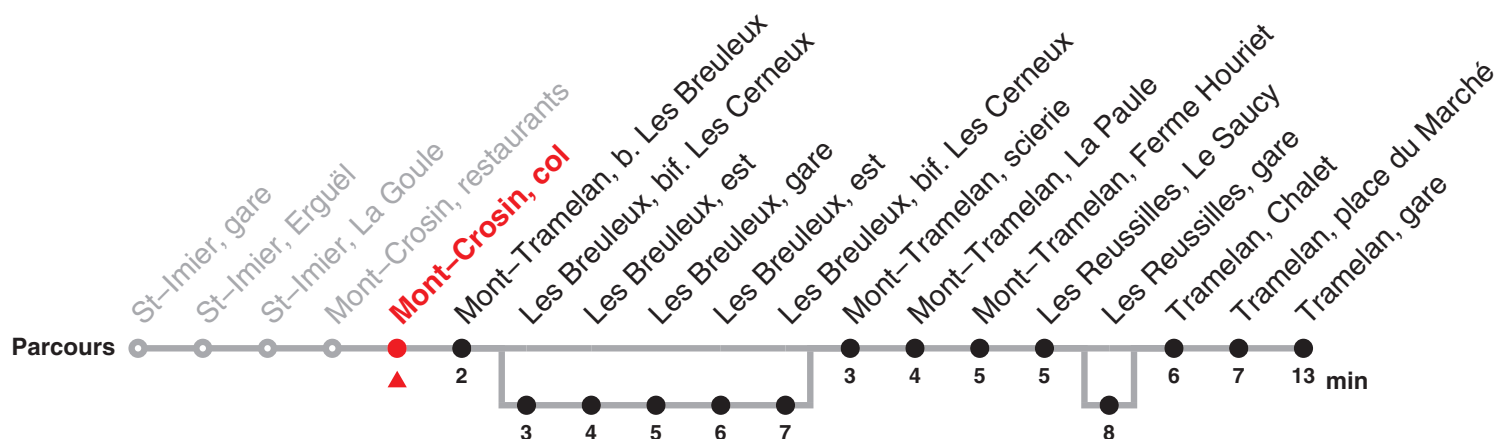 St–Imier, gare
St–Imier, Erguël
St–Imier, La Goule
Mont–Crosin, restaurants
Mont–Crosin, col
Mont–Tramelan, b. Les Breuleux
Les Breuleux, bif. Les Cerneux
Les Breuleux, est
Les Breuleux, gare
Les Breuleux, est
Les Breuleux, bif. Les Cerneux
Mont–Tramelan, scierie
Mont–Tramelan, La Paule
Mont–Tramelan, Ferme Houriet
Les Reussilles, Le Saucy
Les Reussilles, gare
Tramelan, Chalet
Tramelan, place du Marché
Tramelan, gare
Parcours
2 3 4 5 5 6 7 13 min
3 4 5 6 7 8